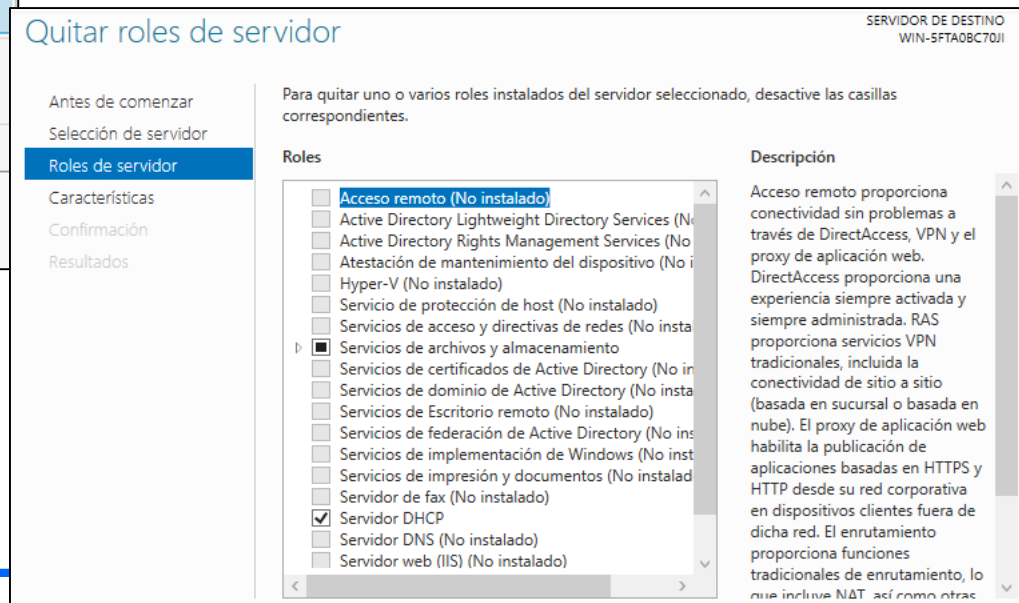 Quitar roles de servidor
SERVIDOR DE DESTINO
WIN-5FTA0BC70JI
Antes de comenzar
Selección de servidor
Roles de servidor
Características
Confirmación
Resultados
Para quitar uno o varios roles instalados del servidor seleccionado, desactive las casillas
correspondientes.
Roles
Acceso remoto (No instalado)
Active Directory Lightweight Directory Services (No
Active Directory Rights Management Services (No
Atestación de mantenimiento del dispositivo (No i
Hyper-V (No instalado)
Servicio de protección de host (No instalado)
Servicios de acceso y directivas de redes (No insta
Servicios de archivos y almacenamiento
Servicios de certificados de Active Directory (No in
Servicios de dominio de Active Directory (No insta
Servicios de Escritorio remoto (No instalado)
Servicios de federación de Active Directory (No ins
Servicios de implementación de Windows (No inst
Servicios de impresión y documentos (No instalad
Servidor de fax (No instalado)
Servidor DHCP
Servidor DNS (No instalado)
Servidor web (IIS) (No instalado)
Descripción
Acceso remoto proporciona
conectividad sin problemas a
través de DirectAccess, VPN y el
proxy de aplicación web.
DirectAccess proporciona una
experiencia siempre activada y
siempre administrada. RAS
proporciona servicios VPN
tradicionales, incluida la
conectividad de sitio a sitio
(basada en sucursal o basada en
nube). El proxy de aplicación web
habilita la publicación de
aplicaciones basadas en HTTPS y
HTTP desde su red corporativa
en dispositivos clientes fuera de
dicha red. El enrutamiento
proporciona funciones
tradicionales de enrutamiento, lo
que incluye NAT, así como otras